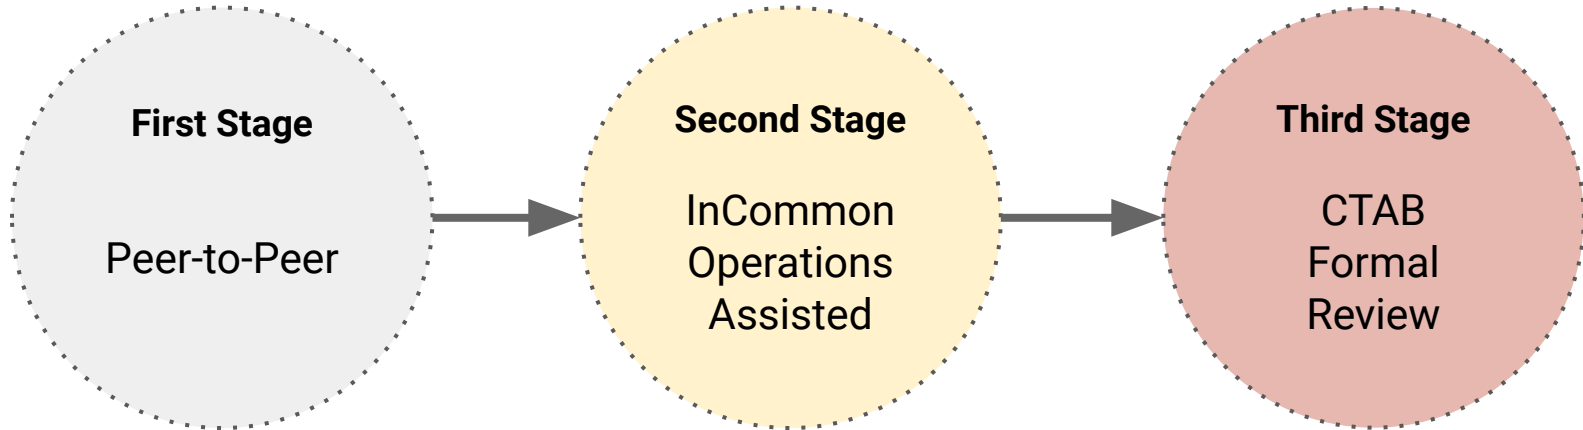 First Stage
Peer-to-Peer
Second Stage
InCommon
Operations
Assisted
Third Stage
CTAB
Formal
Review